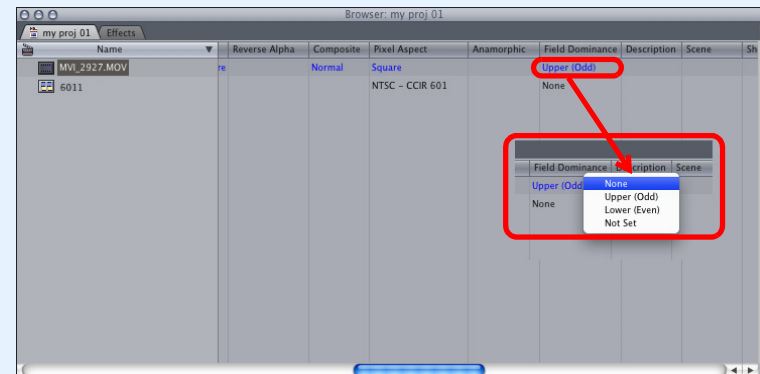 Browser: my proj 01
my proj 01 Effects
Name Reverse Alpha Composite Pixel Aspect Anamorphic Field Dominance Description Scene Sh
MVI_2927.MOV re Normal Square Upper (Odd)
6011 NTSC - CCIR 601 None
Field Dominance Scene
Upper (Odd) None
None Upper (Odd)
Lower (Even)
Not Set